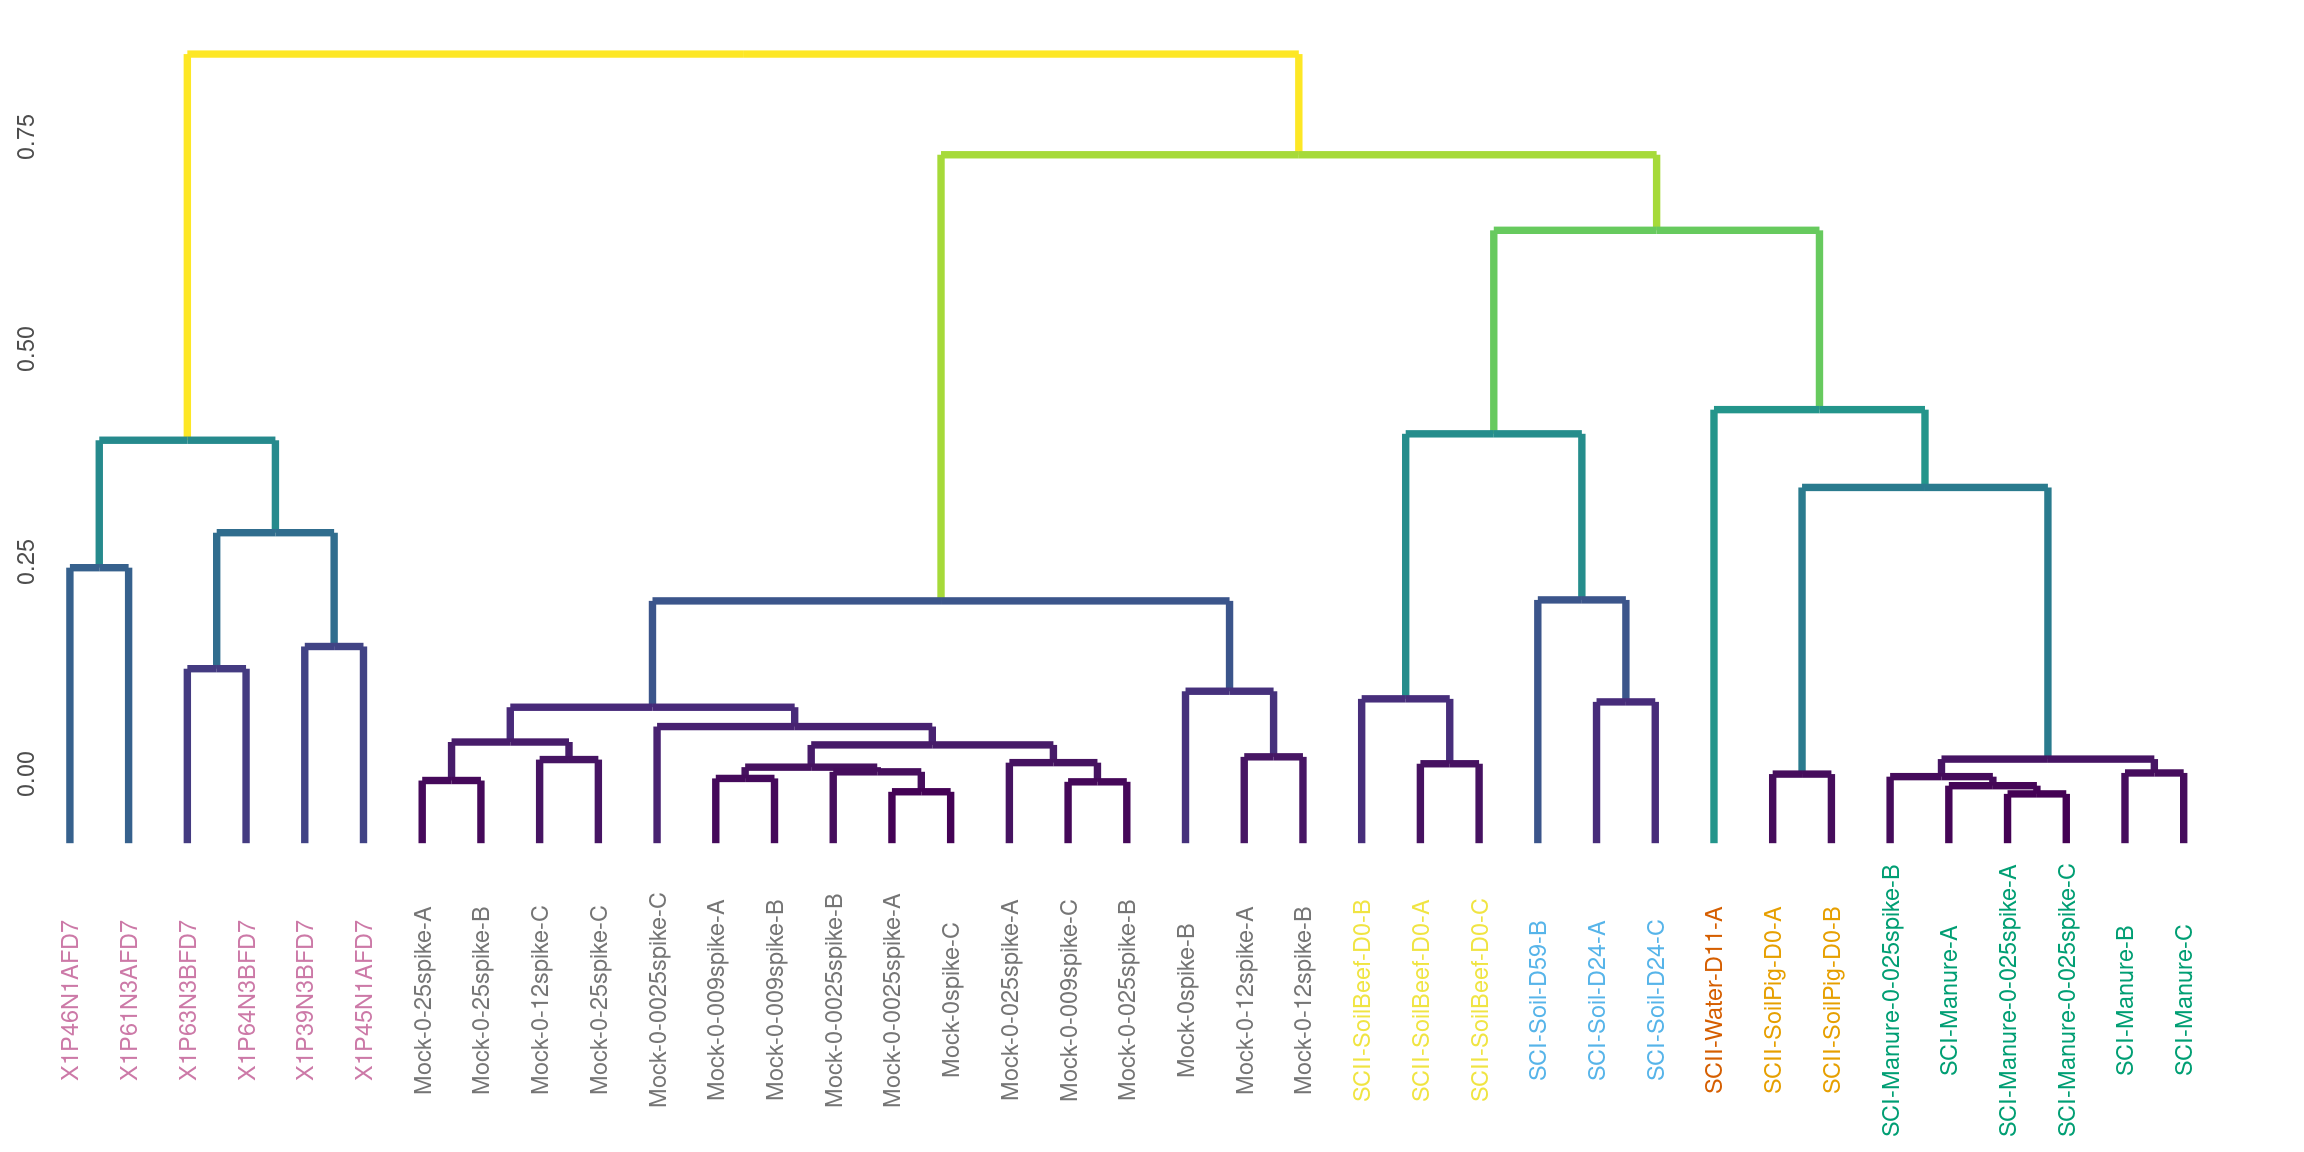 0.75
0.50
0.25
0.00
X1P46N1AFD7
X1P61N3AFD7
X1P63N3BFD7
X1P64N3BFD7
X1P39N3BFD7
X1P45N1AFD7
Mock-0-25spike-A
Mock-0-25spike-B
Mock-0-12spike-C
Mock-0-25spike-C
Mock-0-0025spike-C
Mock-0-009spike-A
Mock-0-009spike-B
Mock-0-0025spike-B
Mock-0-0025spike-A
Mock-0spike-C
Mock-0-025spike-A
Mock-0-009spike-C
Mock-0-025spike-B
Mock-0spike-B
Mock-0-12spike-A
Mock-0-12spike-B
SCII-SoilBeef-D0-B
SCII-SoilBeef-D0-A
SCII-SoilBeef-D0-C
SCI-Soil-D59-B
SCI-Soil-D24-A
SCI-Soil-D24-C
SCII-Water-D11-A
SCII-SoilPig-D0-A
SCII-SoilPig-D0-B
SCI-Manure-0-025spike-B
SCI-Manure-A
SCI-Manure-0-025spike-A
SCI-Manure-0-025spike-C
SCI-Manure-B
SCI-Manure-C